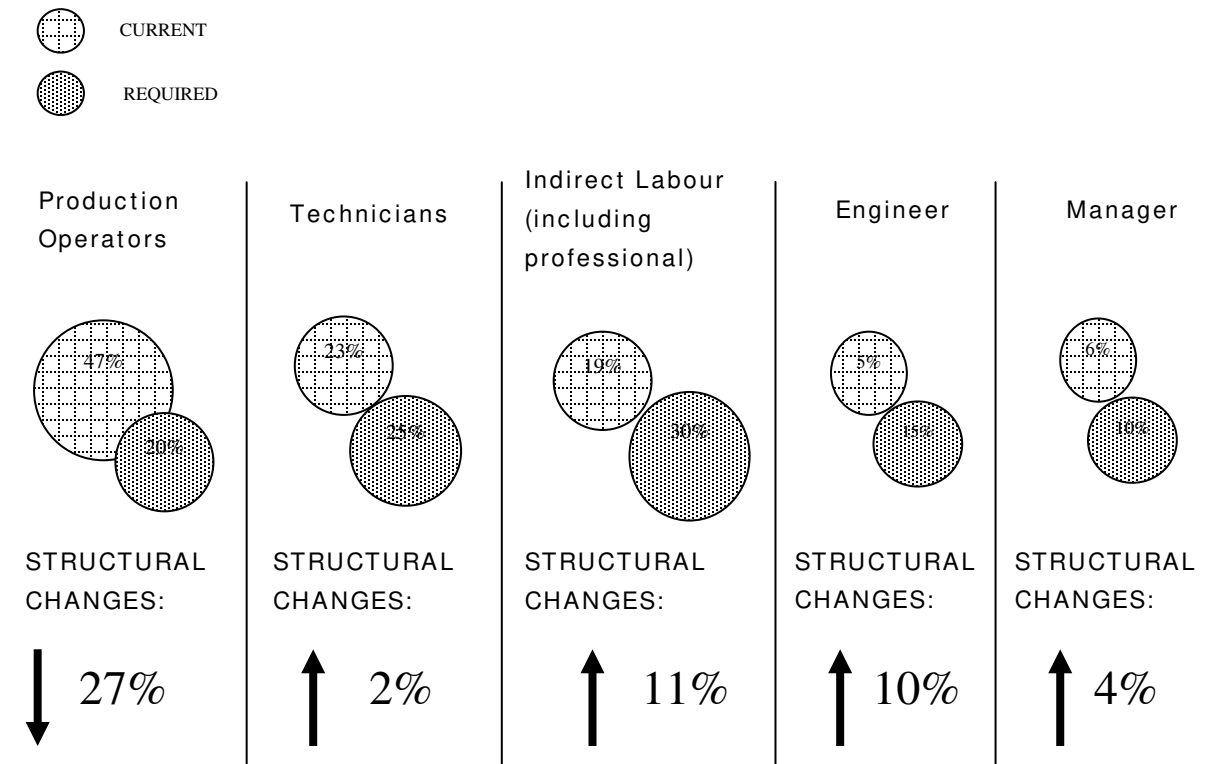 CURRENT
REQUIRED
Production
Operators
Technicians
Indirect Labour
(including
professional)
Engineer
Manager
47%
20%
23%
25%
19%
30%
5%
15%
6%
10%
STRUCTURAL
CHANGES:
27%
STRUCTURAL
CHANGES:
2%
STRUCTURAL
CHANGES:
11%
STRUCTURAL
CHANGES:
10%
STRUCTURAL
CHANGES:
4%